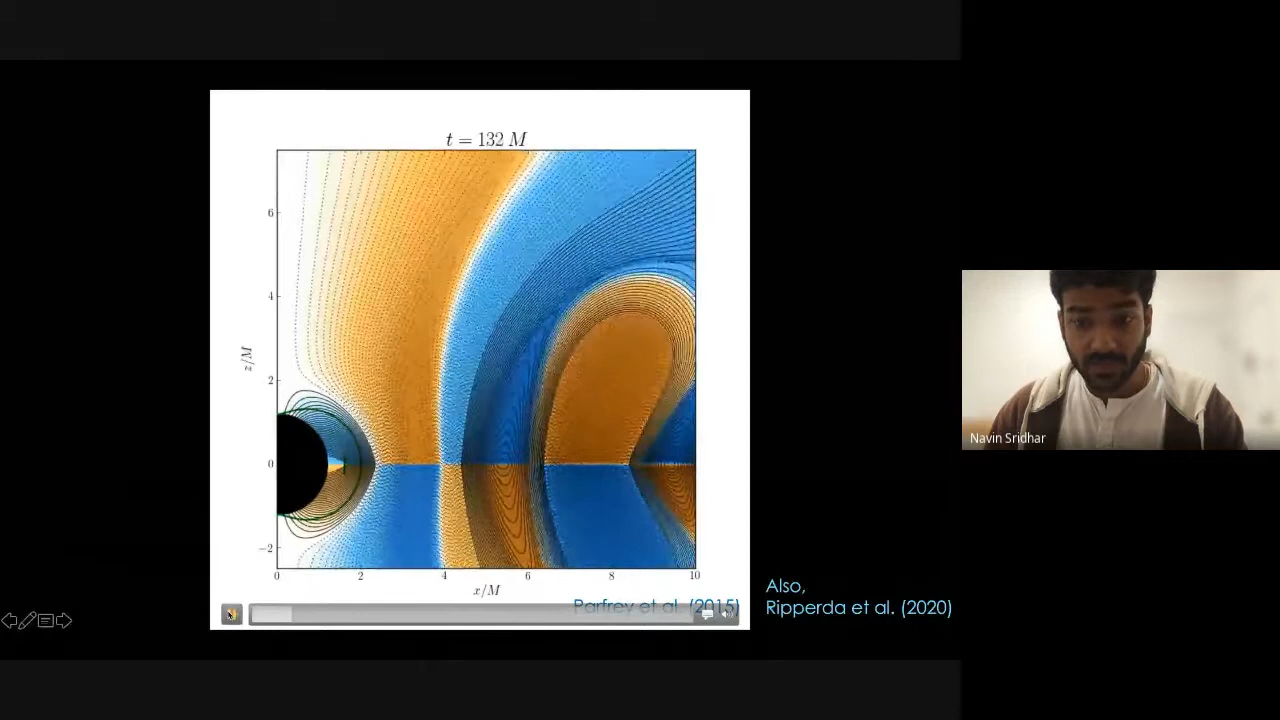 t = 132 M
6
4
z/M
2
0
−2
0 2 4 6 8 10
x/M
Parfrey et al. (2015)
Also,
Ripperda et al. (2020)
Navin Sridhar